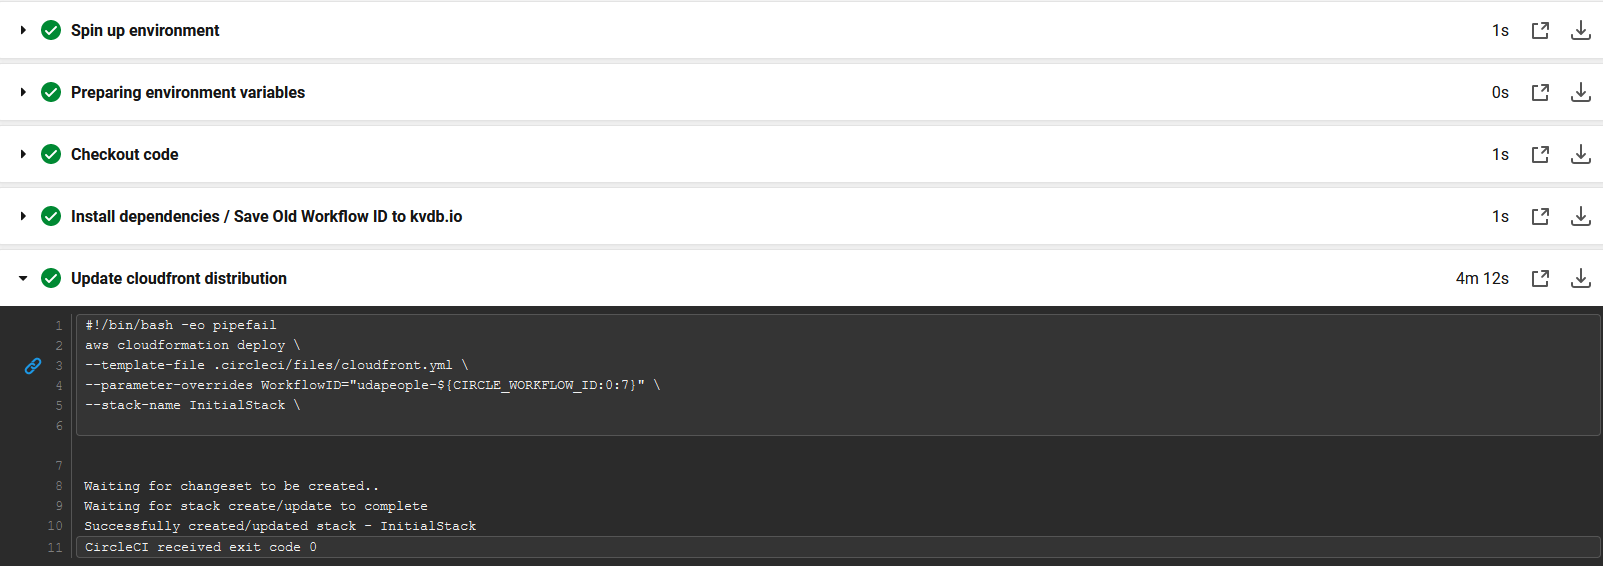 Spin up environment 1s
Preparing environment variables 0s
Checkout code 1s
Install dependencies / Save Old Workflow ID to kvdb.io 1s
Update cloudfront distribution 4m 12s
1 #!/bin/bash -eo pipefail
2 aws cloudformation deploy \
3 --template-file .circleci/files/cloudfront.yml \
4 --parameter-overrides WorkflowID="udapeople-${CIRCLE_WORKFLOW_ID:0:7}" \
5 --stack-name InitialStack \
6
7
8 Waiting for changeset to be created..
9 Waiting for stack create/update to complete
10 Successfully created/updated stack - InitialStack
11 CircleCI received exit code 0